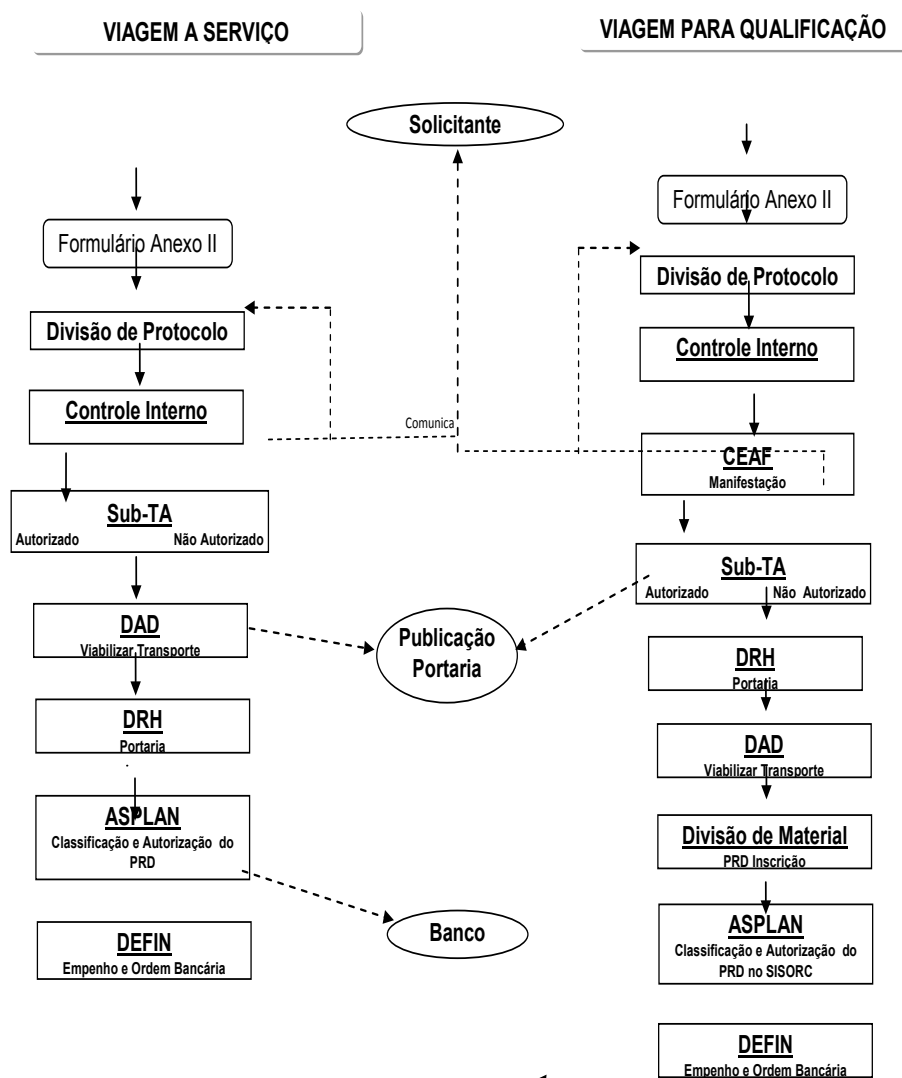 VIAGEM A SERVIÇO
VIAGEM PARA QUALIFICAÇÃO
Solicitante
Formulário Anexo II
Divisão de Protocolo
Controle Interno
Comunica
Sub-TA
Autorizado Não Autorizado
DAD
Viabilizar Transporte
DRH
Portaria
.
ASPLAN
Classificação e Autorização do
PRD
DEFIN
Empenho e Ordem Bancária
Publicação
Portaria
Banco
Formulário Anexo II
Divisão de Protocolo
Controle Interno
CEAF
Manifestação
Sub-TA
Autorizado Não Autorizado
DRH
Portaria
DAD
Viabilizar Transporte
Divisão de Material
PRD Inscrição
ASPLAN
Classificação e Autorização do
PRD no SISORC
DEFIN
Empenho e Ordem Bancária